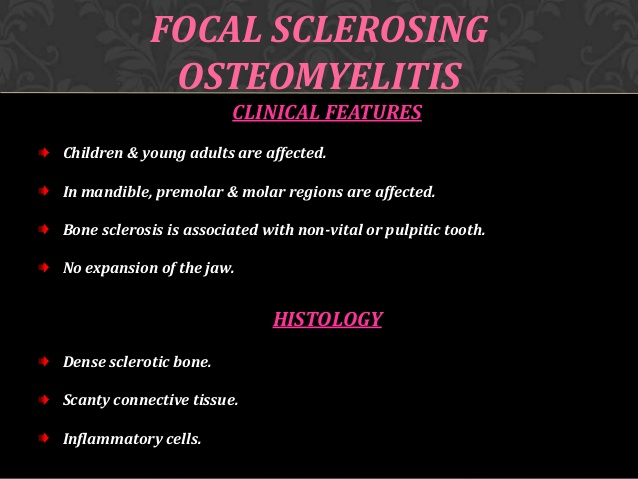 FOCAL SCLEROSING
OSTEOMYELITIS
CLINICAL FEATURES
Children & young adults are affected.
In mandible, premolar & molar regions are affected.
Bone sclerosis is associated with non-vital or pulpitic tooth.
No expansion of the jaw.
HISTOLOGY
Dense sclerotic bone.
Scanty connective tissue.
Inflammatory cells.